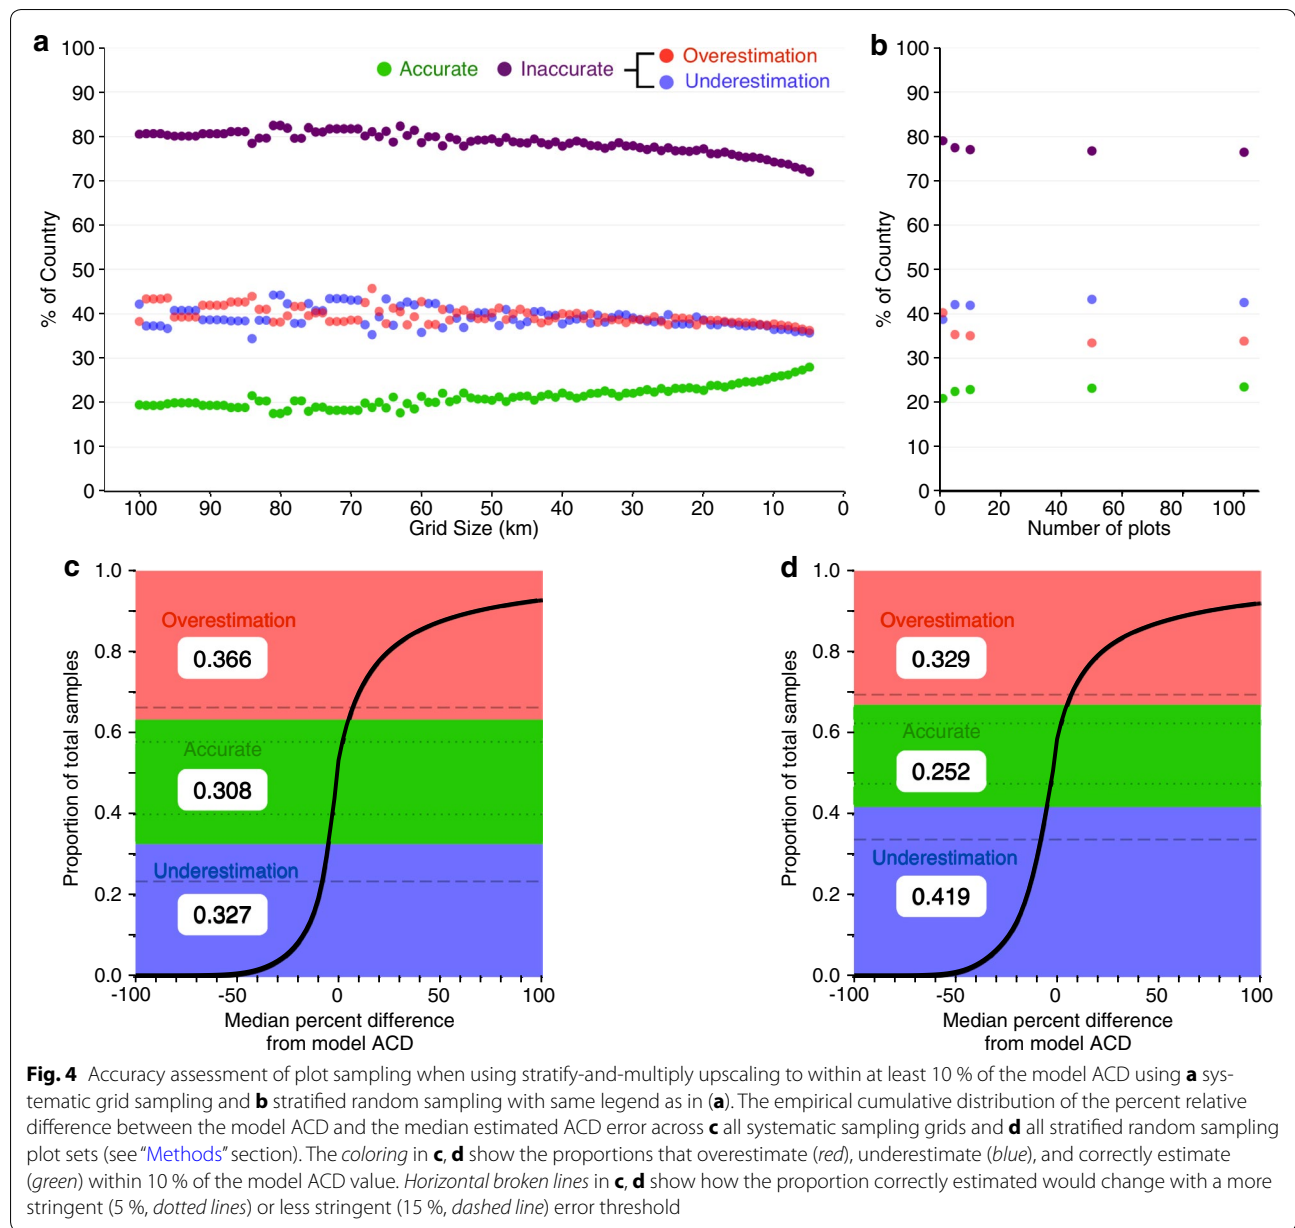 a
100
90
80
70
60
50
40
30
20
10
0
% of Country
Accurate
Inaccurate
Overestimation
Underestimation
100 90 80 70 60 50 40 30 20 10 0
Grid Size (km)
b
100
90
80
70
60
50
40
30
20
10
0
% of Country
0 20 40 60 80 100
Number of plots
c
1.0
0.8
0.6
0.4
0.2
0.0
Proportion of total samples
Overestimation
0.366
Accurate
0.308
Underestimation
0.327
-100 -50 0 50 100
Median percent difference
from model ACD
d
1.0
0.8
0.6
0.4
0.2
0.0
Proportion of total samples
Overestimation
0.329
Accurate
0.252
Underestimation
0.419
-100 -50 0 50 100
Median percent difference
from model ACD
Fig. 4 Accuracy assessment of plot sampling when using stratify-and-multiply upscaling to within at least 10 % of the model ACD using a sys-
tematic grid sampling and b stratified random sampling with same legend as in (a). The empirical cumulative distribution of the percent relative
difference between the model ACD and the median estimated ACD error across c all systematic sampling grids and d all stratified random sampling
plot sets (see “Methods” section). The coloring in c, d show the proportions that overestimate (red), underestimate (blue), and correctly estimate
(green) within 10 % of the model ACD value. Horizontal broken lines in c, d show how the proportion correctly estimated would change with a more
stringent (5 %, dotted lines) or less stringent (15 %, dashed line) error threshold